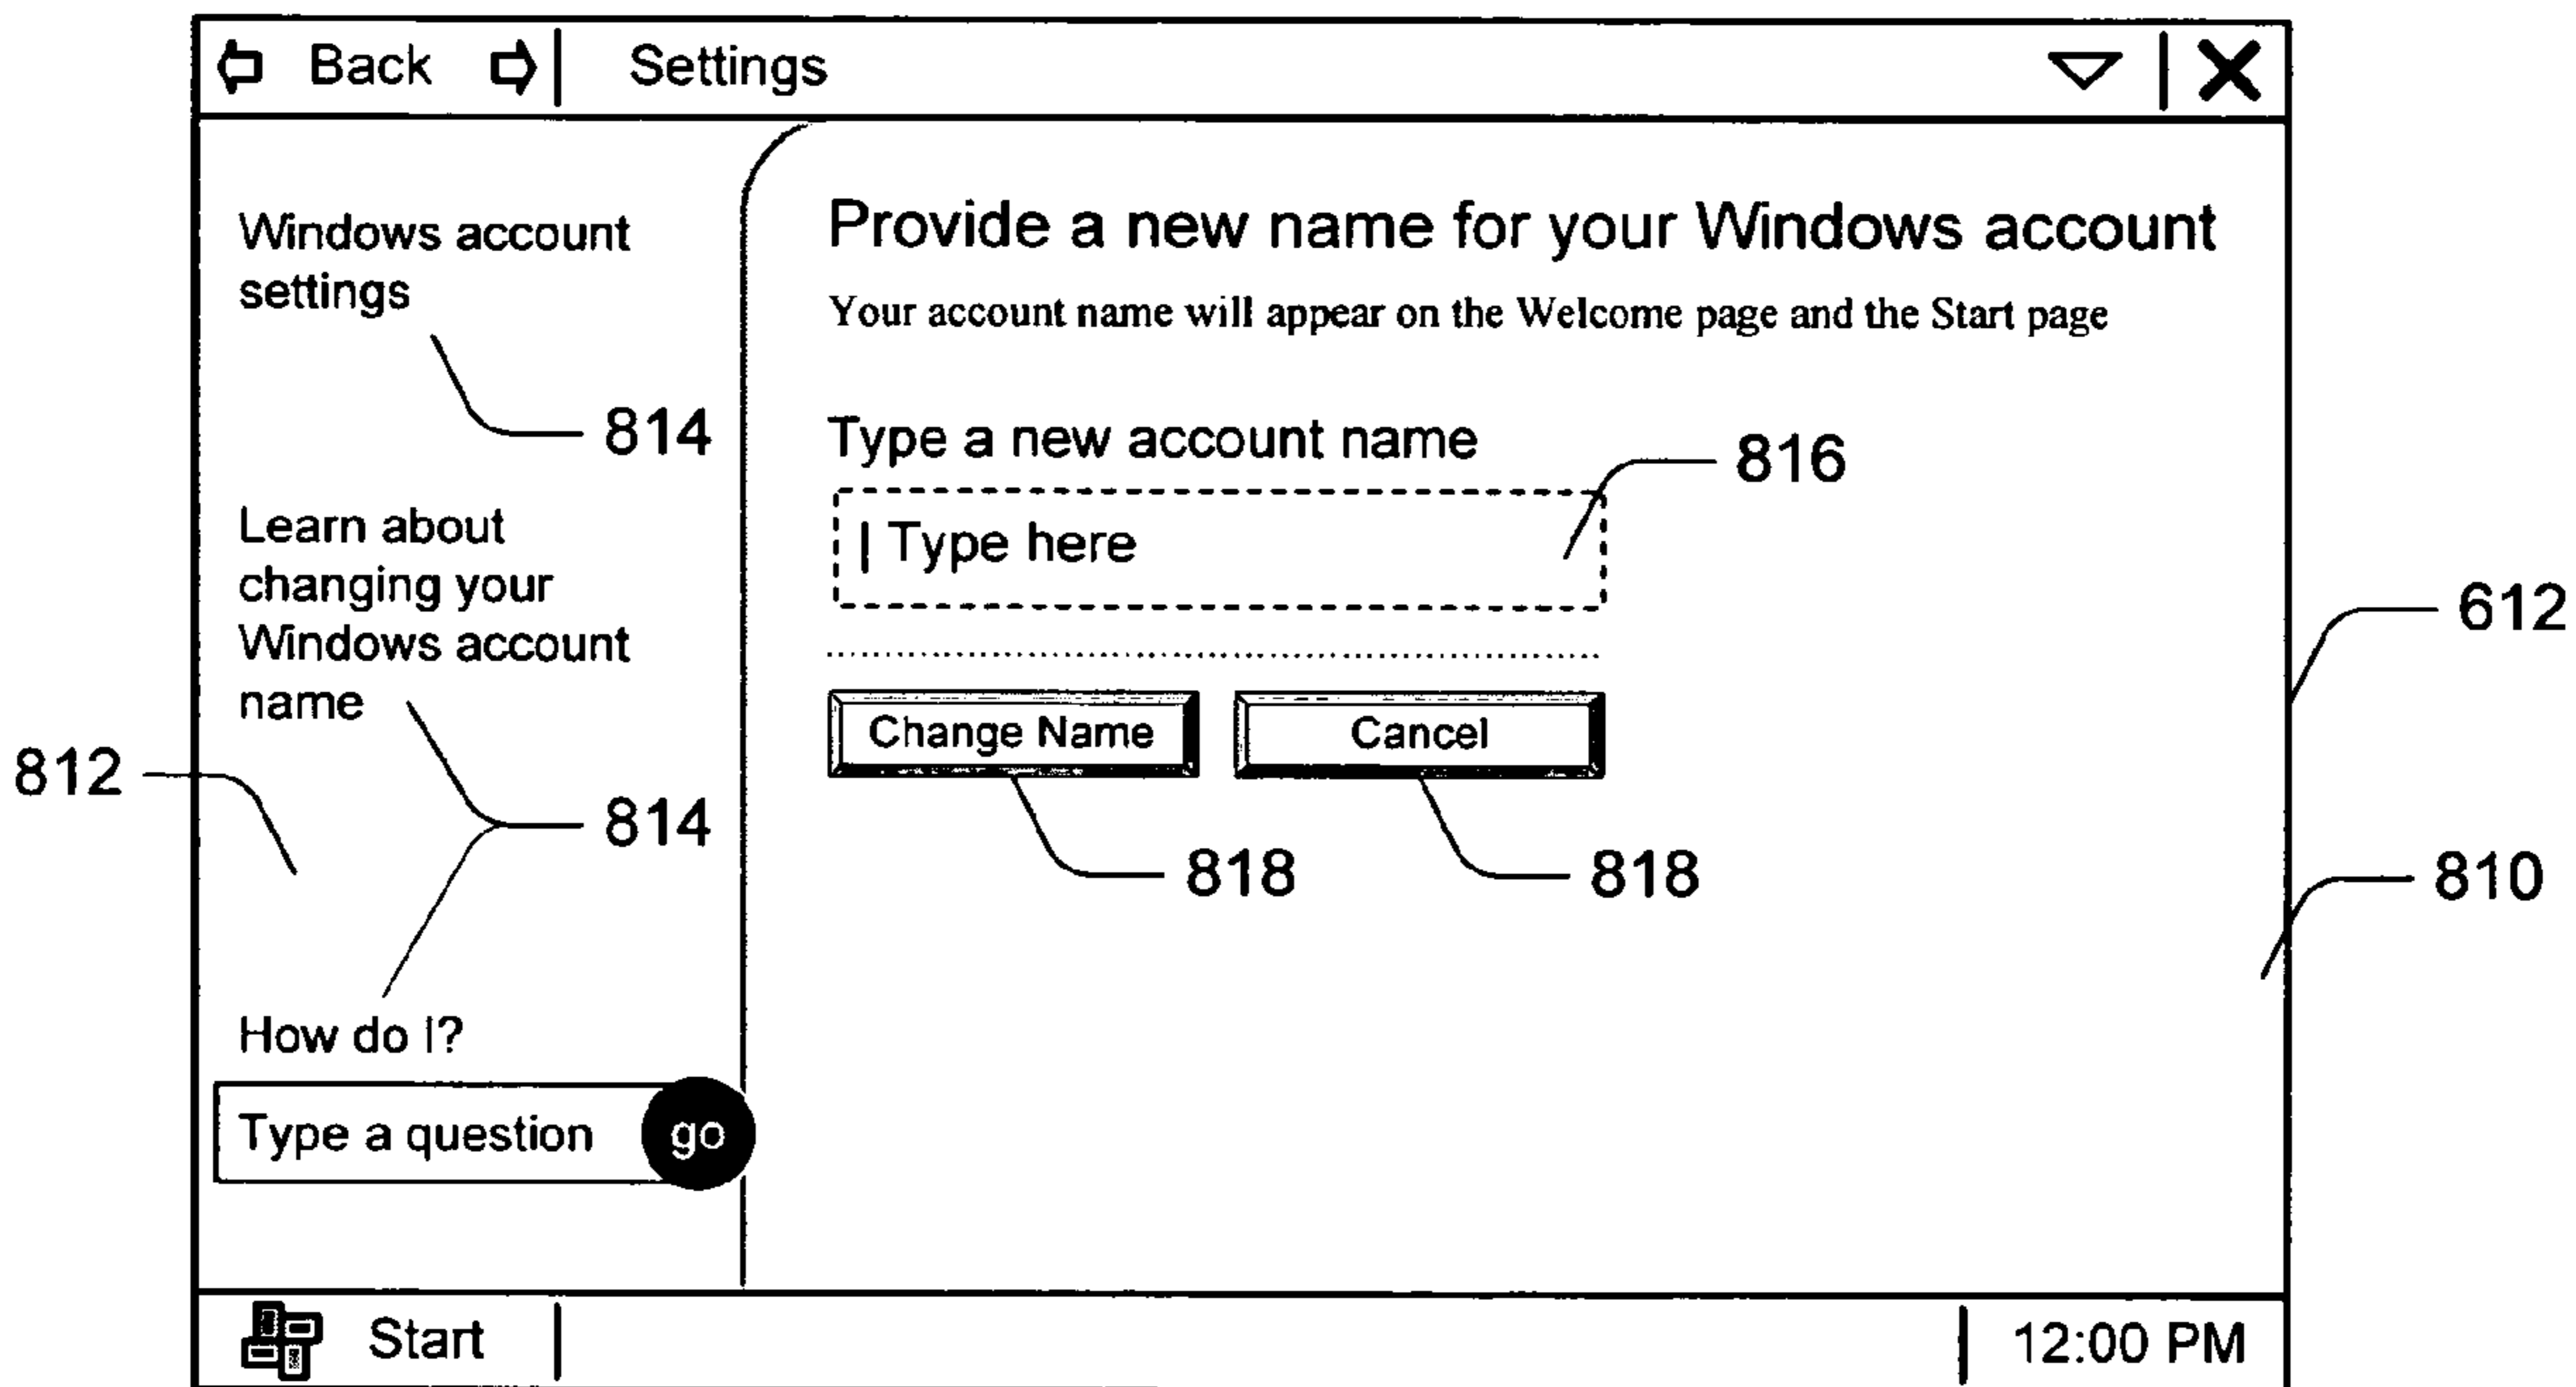 Back Settings
Windows account
settings
814
Learn about
changing your
Windows account
name
812
814
How do I?
Type a question go
Provide a new name for your Windows account
Your account name will appear on the Welcome page and the Start page
Type a new account name
816
Type here
Change Name Cancel
818 818
612
810
Start 12:00 PM